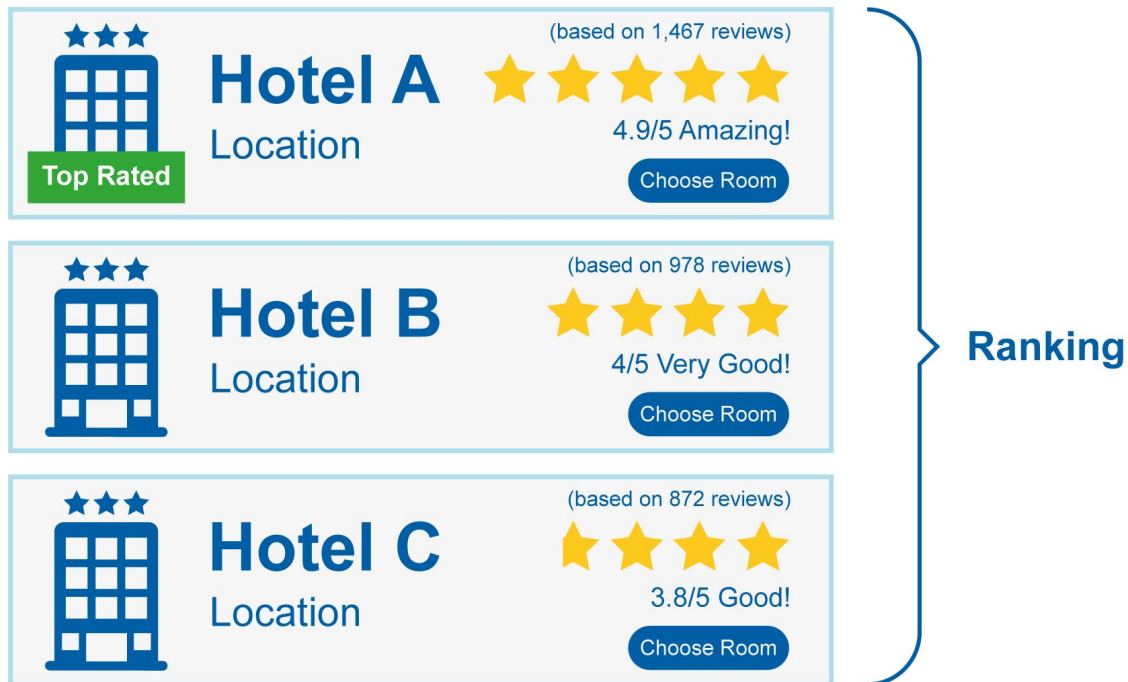 (based on 1,467 reviews)
Hotel A
Location
4.9/5 Amazing!
Top Rated
Choose Room
(based on 978 reviews)
Hotel B
Location
4/5 Very Good!
Choose Room
Ranking
(based on 872 reviews)
Hotel C
Location
3.8/5 Good!
Choose Room